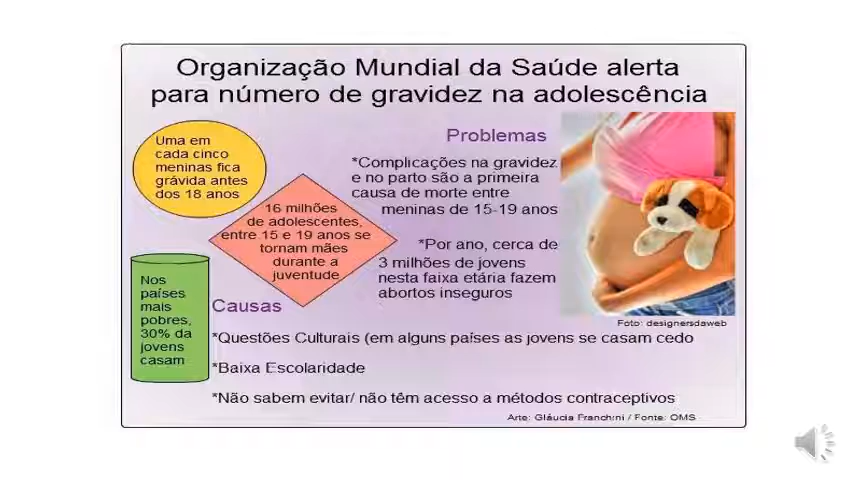 Organização Mundial da Saúde alerta
para número de gravidez na adolescência
Uma em
cada cinco
meninas fica
grávida antes
dos 18 anos
16 milhões
de adolescentes,
entre 15 e 19 anos se
tornam mães
durante a
juventude
Nos
países
mais
pobres,
30% da
jovens
casam
Problemas
*Complicações na gravidez
e no parto são a primeira
causa de morte entre
meninas de 15-19 anos
*Por ano, cerca de
3 milhões de jovens
nesta faixa etária fazem
abortos inseguros
Foto: designersdaweb
Causas
*Questões Culturais (em alguns países as jovens se casam cedo
*Baixa Escolaridade
*Não sabem evitar/ não têm acesso a métodos contraceptivos
Arte: Gláucia Franchini / Fonte: OMS